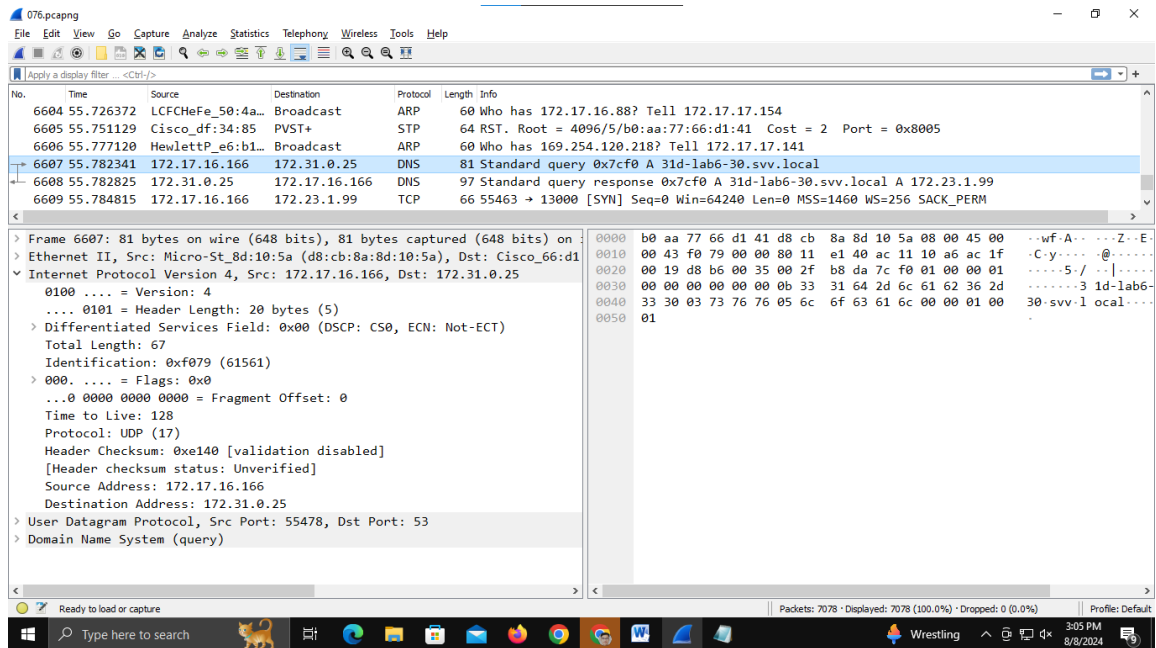 076.pcapng
File Edit View Go Capture Analyze Statistics Telephony Wireless Tools Help
Apply a display filter ... <Ctrl-/>
No. Time Source Destination Protocol Length Info
6604 55.726372 LCFCHeFe_50:4a… Broadcast ARP 60 Who has 172.17.16.88? Tell 172.17.17.154
6605 55.751129 Cisco_df:34:85 PVST+ STP 64 RST. Root = 4096/5/b0:aa:77:66:d1:41 Cost = 2 Port = 0x8005
6606 55.777120 HewlettP_e6:b1… Broadcast ARP 60 Who has 169.254.120.218? Tell 172.17.17.141
6607 55.782341 172.17.16.166 172.31.0.25 DNS 81 Standard query 0x7cf0 A 31d-lab6-30.svv.local
6608 55.782825 172.31.0.25 172.17.16.166 DNS 97 Standard query response 0x7cf0 A 31d-lab6-30.svv.local A 172.23.1.99
6609 55.784815 172.17.16.166 172.23.1.99 TCP 66 55463 → 13000 [SYN] Seq=0 Win=64240 Len=0 MSS=1460 WS=256 SACK_PERM
Frame 6607: 81 bytes on wire (648 bits), 81 bytes captured (648 bits) on
Ethernet II, Src: Micro-St_8d:10:5a (d8:cb:8a:8d:10:5a), Dst: Cisco_66:d1
Internet Protocol Version 4, Src: 172.17.16.166, Dst: 172.31.0.25
0100 .... = Version: 4
.... 0101 = Header Length: 20 bytes (5)
Differentiated Services Field: 0x00 (DSCP: CS0, ECN: Not-ECT)
Total Length: 67
Identification: 0xf079 (61561)
000. .... = Flags: 0x0
...0 0000 0000 0000 = Fragment Offset: 0
Time to Live: 128
Protocol: UDP (17)
Header Checksum: 0xe140 [validation disabled]
[Header checksum status: Unverified]
Source Address: 172.17.16.166
Destination Address: 172.31.0.25
User Datagram Protocol, Src Port: 55478, Dst Port: 53
Domain Name System (query)
0000 b0 aa 77 66 d1 41 d8 cb 8a 8d 10 5a 08 00 45 00 ··wf·A·· ···Z··E·
0010 00 43 f0 79 00 00 80 11 e1 40 ac 11 10 a6 ac 1f ·C·y···· ·@······
0020 00 19 d8 b6 00 35 00 2f b8 da 7c f0 01 00 00 01 ·····5·/ ··|·····
0030 00 00 00 00 00 00 0b 33 31 64 2d 6c 61 62 36 2d ·······3 1d-lab6-
0040 33 30 03 73 76 76 05 6c 6f 63 61 6c 00 00 01 00 30·svv·l ocal····
0050 01 ·
Ready to load or capture Packets: 7078 · Displayed: 7078 (100.0%) · Dropped: 0 (0.0%) Profile: Default
Type here to search Wrestling 3:05 PM
8/8/2024 9